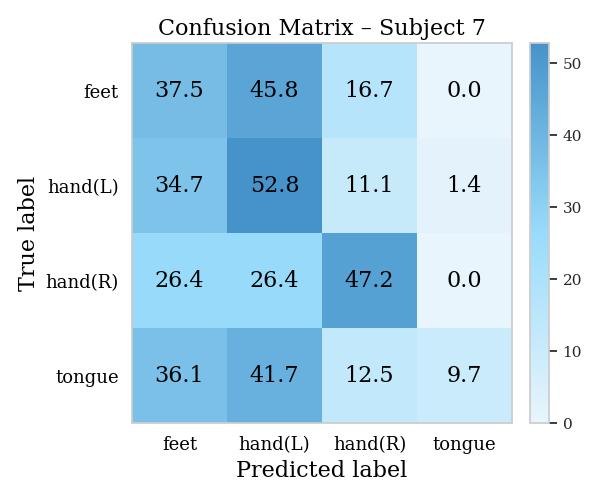 Confusion Matrix – Subject 7
True label
feet 37.5 45.8 16.7 0.0
hand(L) 34.7 52.8 11.1 1.4
hand(R) 26.4 26.4 47.2 0.0
tongue 36.1 41.7 12.5 9.7
feet hand(L) hand(R) tongue
Predicted label
50
40
30
20
10
0